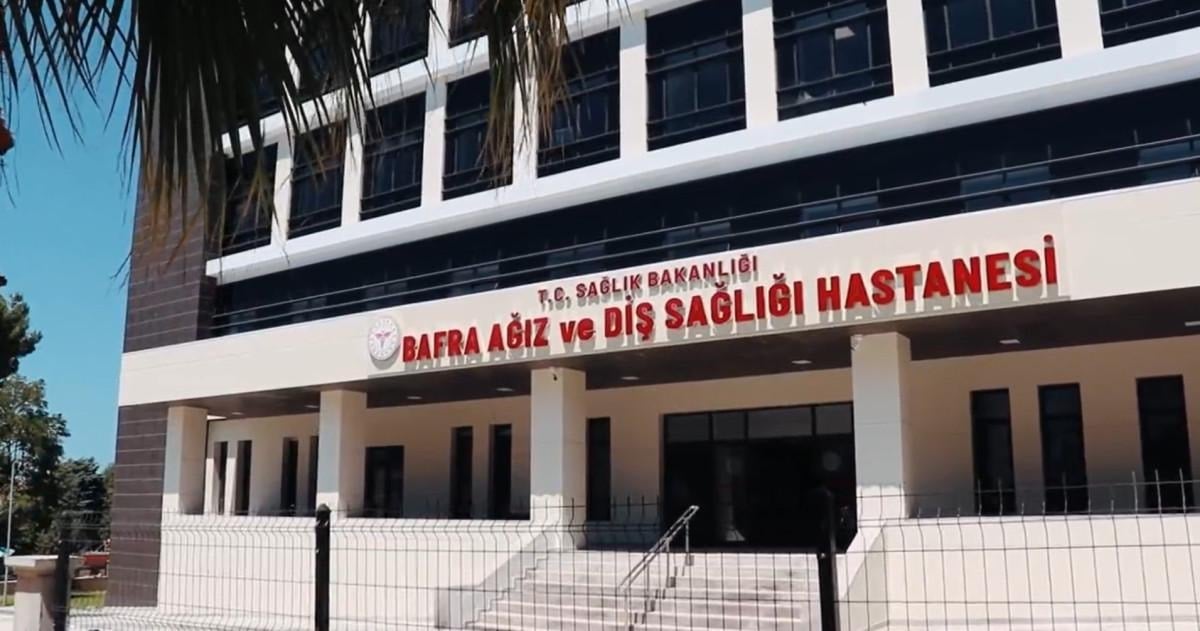 T.C. SAĞLIK BAKANLIĞI
BAFRA AĞIZ ve DİŞ SAĞLIĞI HASTANESİ